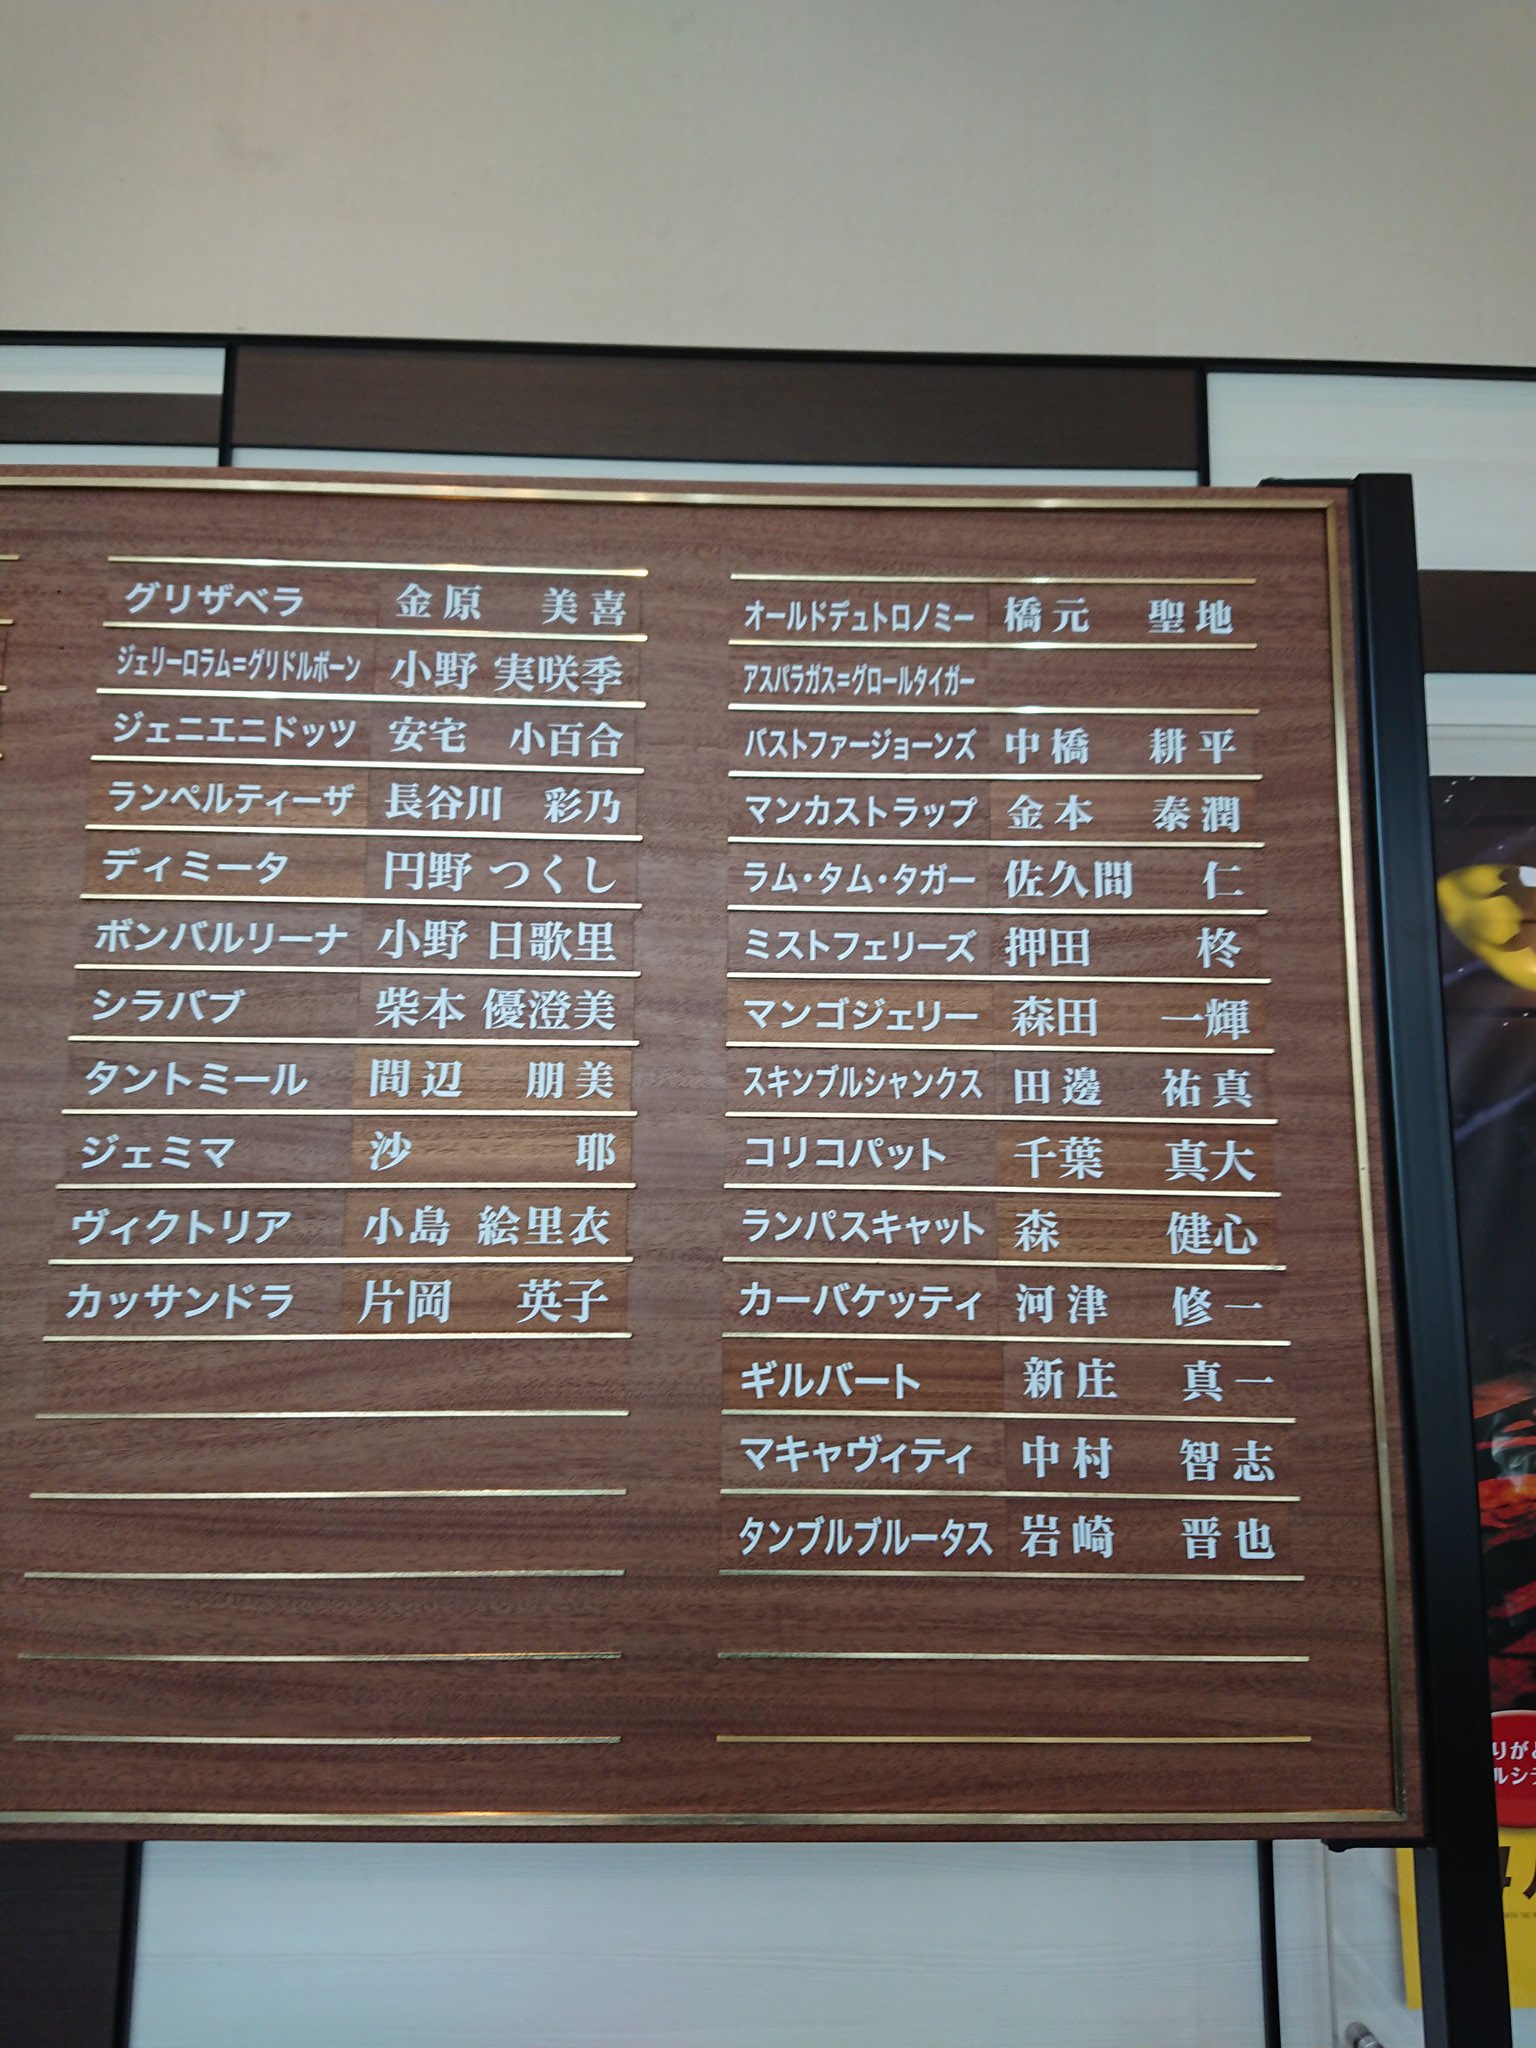 グリザベラ 金原 美喜
ジェリーロラム=グリドルボーン 小野 実咲季
ジェニエニドッツ 安宅 小百合
ランペルティーザ 長谷川 彩乃
ディミータ 円野 つくし
ボンバルリーナ 小野 日歌里
シラバブ 柴本 優澄美
タントミール 間辺 朋美
ジェミマ 沙 耶
ヴィクトリア 小島 絵里衣
カッサンドラ 片岡 英子
オールドデュトロノミー 橋元 聖地
アスパラガス=グロールタイガー
バストファージョーンズ 中橋 耕平
マンカストラップ 金本 泰潤
ラム・タム・タガー 佐久間 仁
ミストフェリーズ 押田 柊
マンゴジェリー 森田 一輝
スキンブルシャンクス 田邊 祐真
コリコパット 千葉 真大
ランパスキャット 森 健心
カーバケッティ 河津 修一
ギルバート 新庄 真一
マキャヴィティ 中村 智志
タンブルブルータス 岩崎 晋也
りがと
ルシ